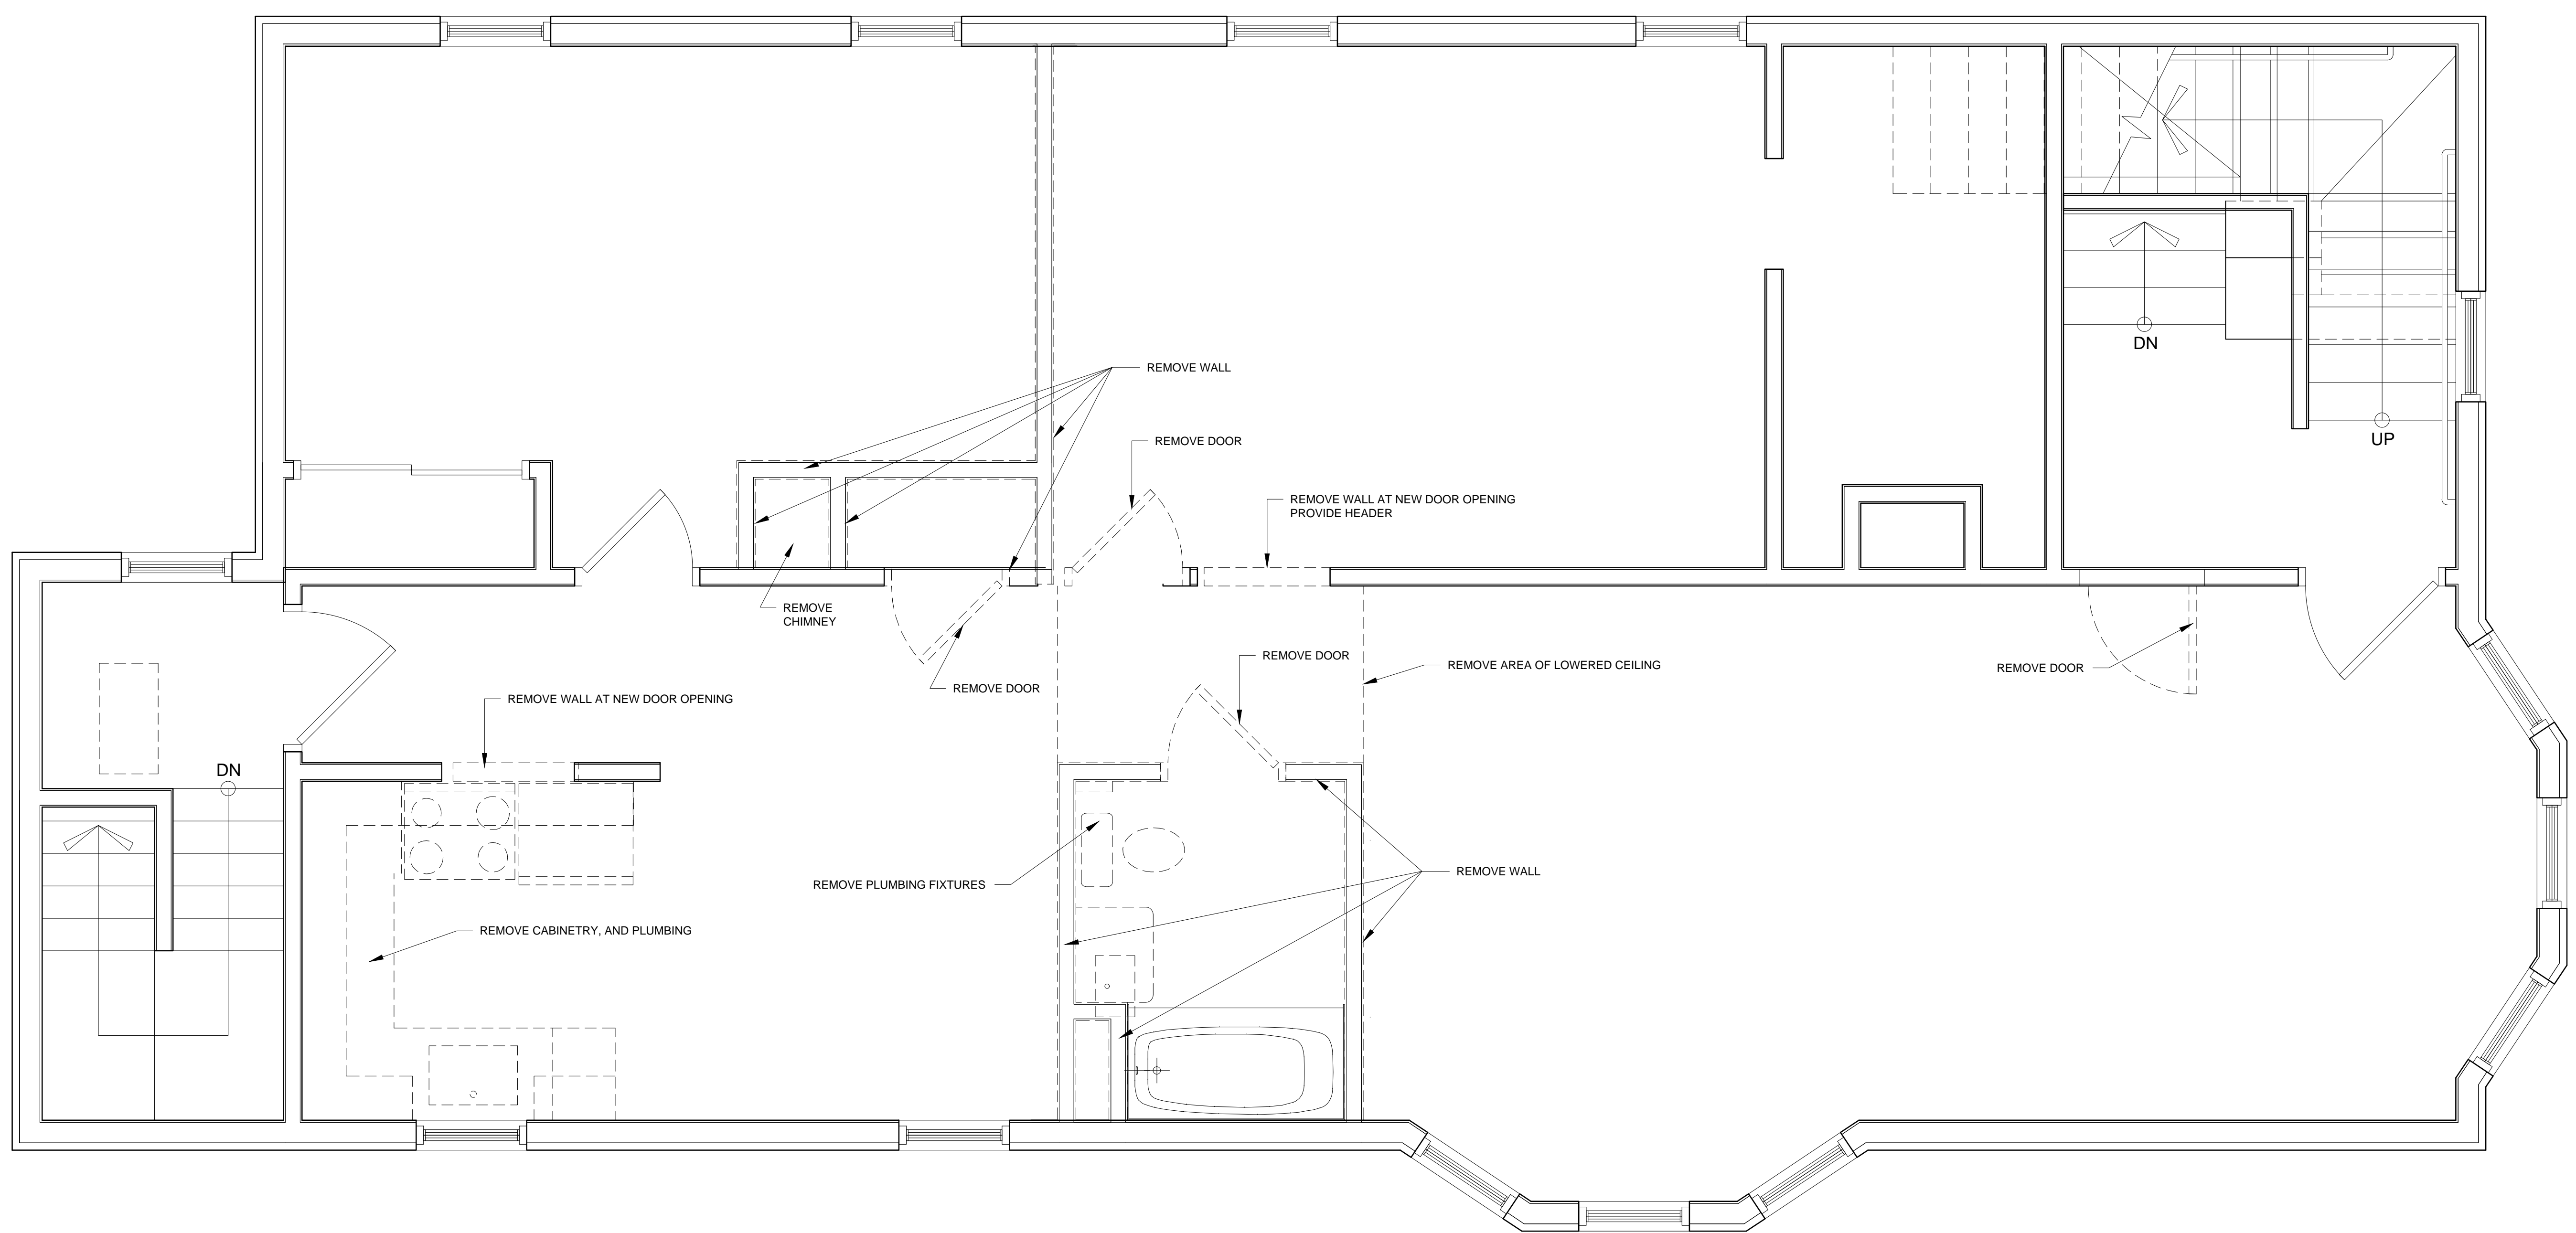 DN
REMOVE WALL
REMOVE DOOR
UP
REMOVE WALL AT NEW DOOR OPENING
PROVIDE HEADER
REMOVE
CHIMNEY
REMOVE DOOR
REMOVE AREA OF LOWERED CEILING
REMOVE DOOR
REMOVE DOOR
REMOVE WALL AT NEW DOOR OPENING
DN
REMOVE WALL
REMOVE PLUMBING FIXTURES
REMOVE CABINETRY, AND PLUMBING